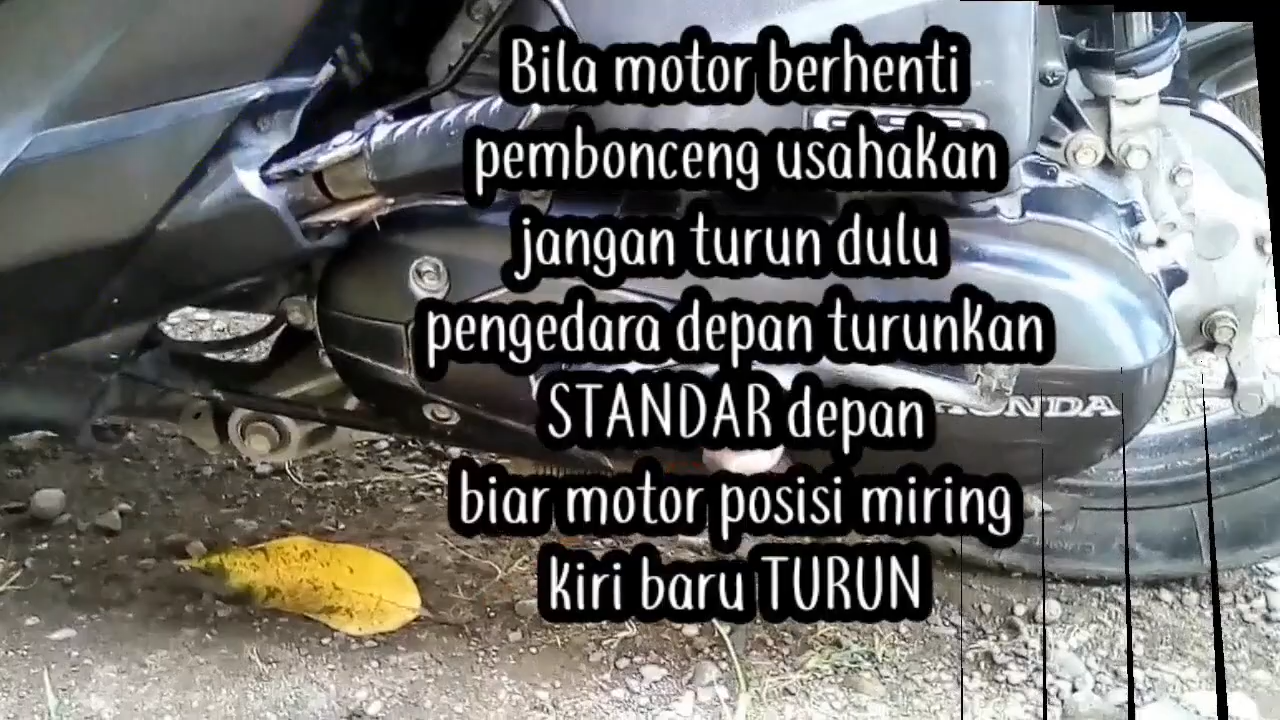 Bila motor berhenti
pembonceng usahakan
jangan turun dulu
pengedara depan turunkan
STANDAR depan
HONDA
biar motor posisi miring
kiri baru TURUN